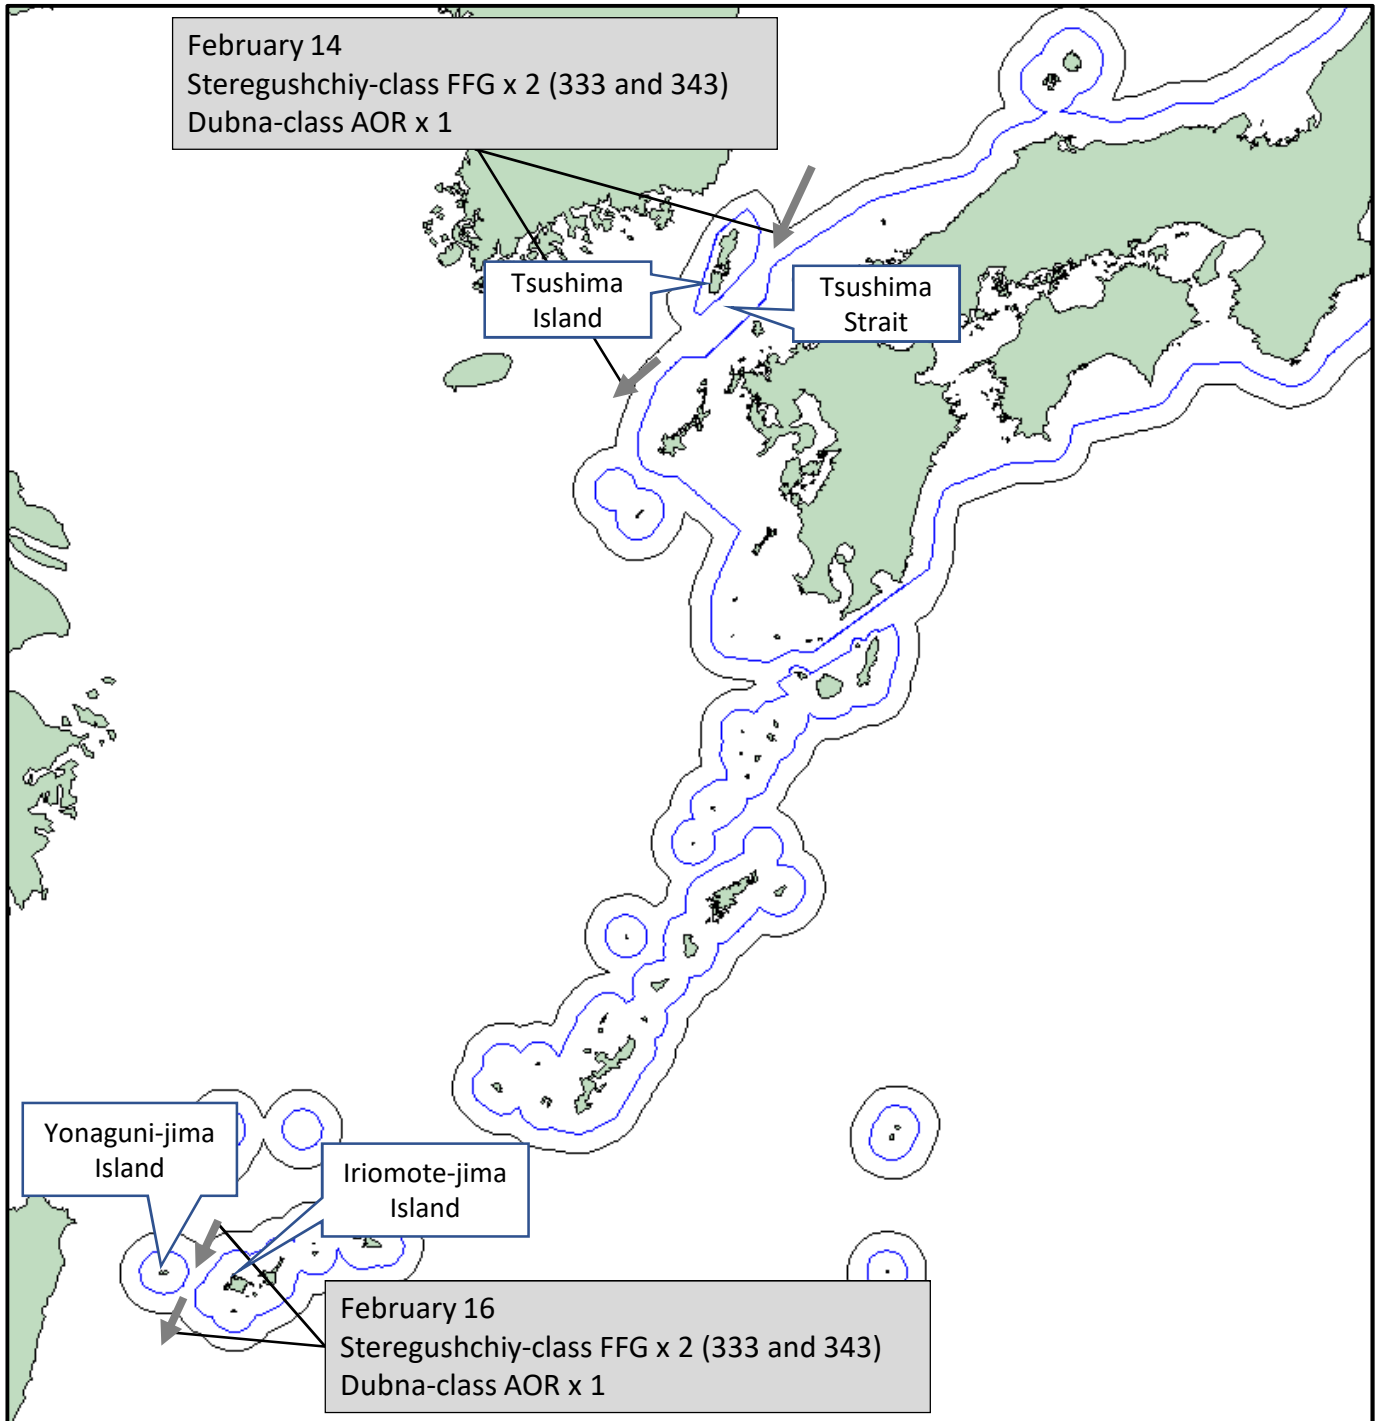 February 14
Steregushchiy-class FFG x 2 (333 and 343)
Dubna-class AOR x 1
Tsushima
Island
Tsushima
Strait
Yonaguni-jima
Island
Iriomote-jima
Island
February 16
Steregushchiy-class FFG x 2 (333 and 343)
Dubna-class AOR x 1